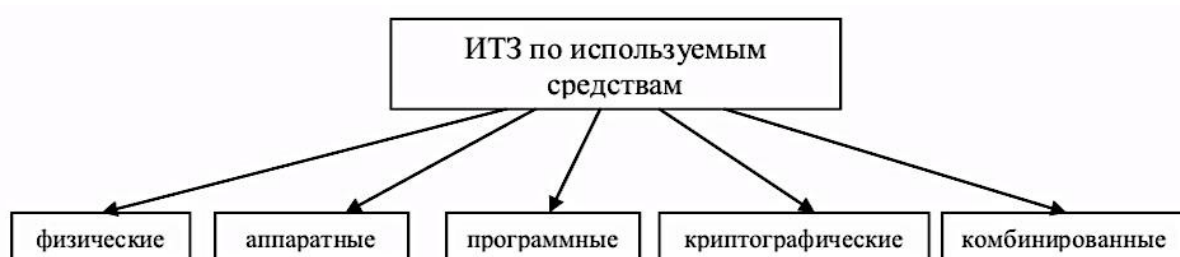 ИТЗ по используемым
средствам
физические
аппаратные
программные
криптографические
комбинированные